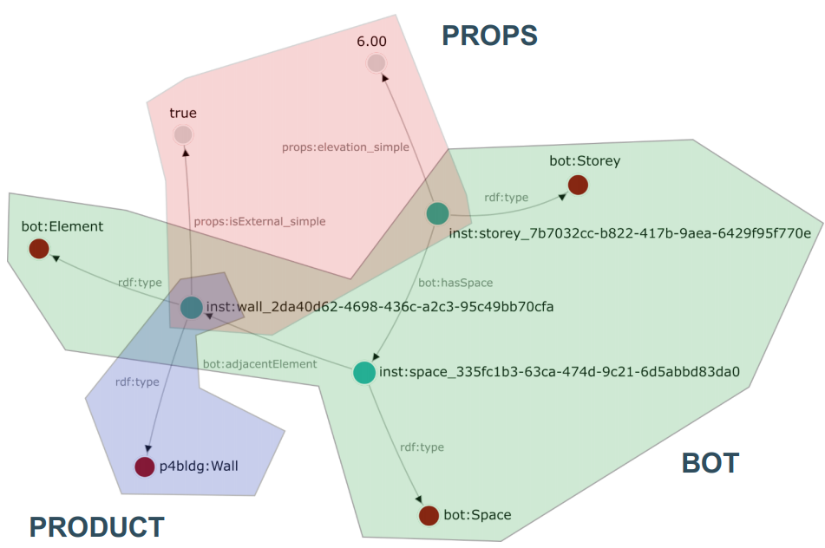 PROPS
6.00
true
props:elevation_simple
bot:Storey
rdf:type
props:isExternal_simple
bot:Element
inst:storey_7b7032cc-b822-417b-9aea-6429f95f770e
rdf:type
bot:hasSpace
inst:wall_2da40d62-4698-436c-a2c3-95c49bb70cfa
bot:adjacentElement
inst:space_335fc1b3-63ca-474d-9c21-6d5abbd83da0
rdf:type
rdf:type
p4bldg:Wall
BOT
bot:Space
PRODUCT